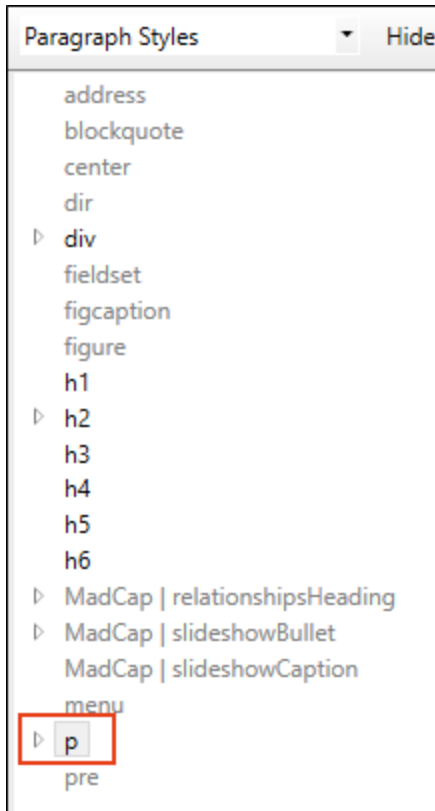 Paragraph Styles Hide
address
blockquote
center
dir
div
fieldset
figcaption
figure
h1
h2
h3
h4
h5
h6
MadCap | relationshipsHeading
MadCap | slideshowBullet
MadCap | slideshowCaption
menu
p
pre